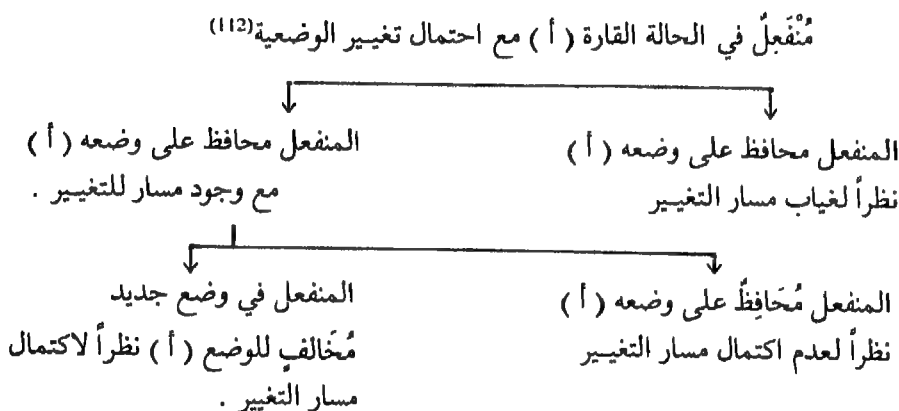 مُنْفَعِلٌ في الحالة القارة ( أ ) مع احتمال تغيير الوضعية(112)
المنفعل محافظ على وضعه ( أ )
نظراً لغياب مسار التغيير
المنفعل محافظ على وضعه ( أ )
مع وجود مسار للتغيير .
المنفعل مُحَافِظٌ على وضعه ( أ )
نظراً لعدم اكتمال مسار التغيير
المنفعل في وضع جديد
مُخَالفٍ للوضع ( أ ) نظراً لاكتمال
مسار التغيير .